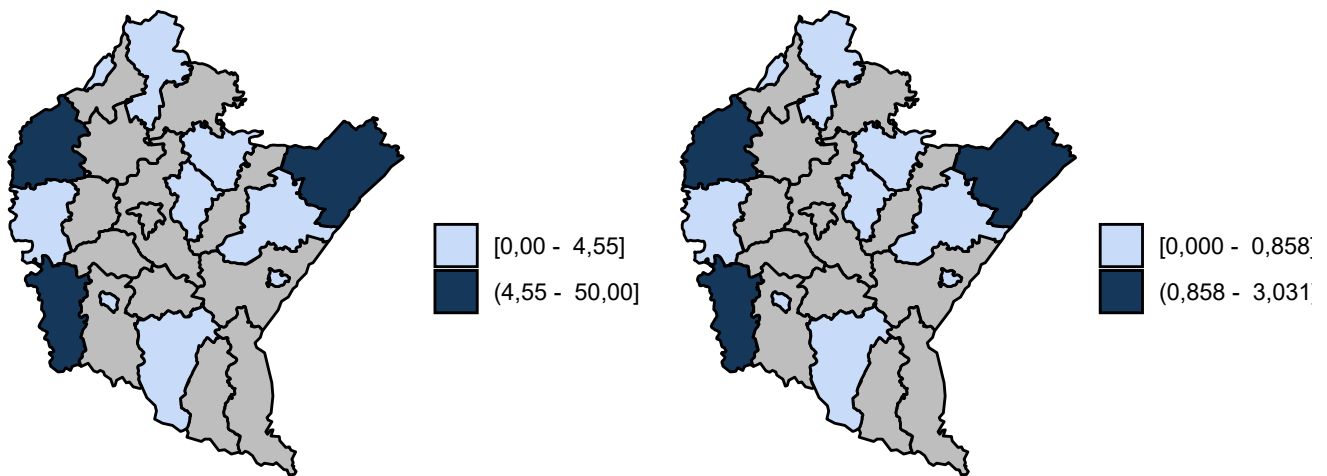 [0,00 - 4,55]
(4,55 - 50,00]
[0,000 - 0,858]
(0,858 - 3,031]